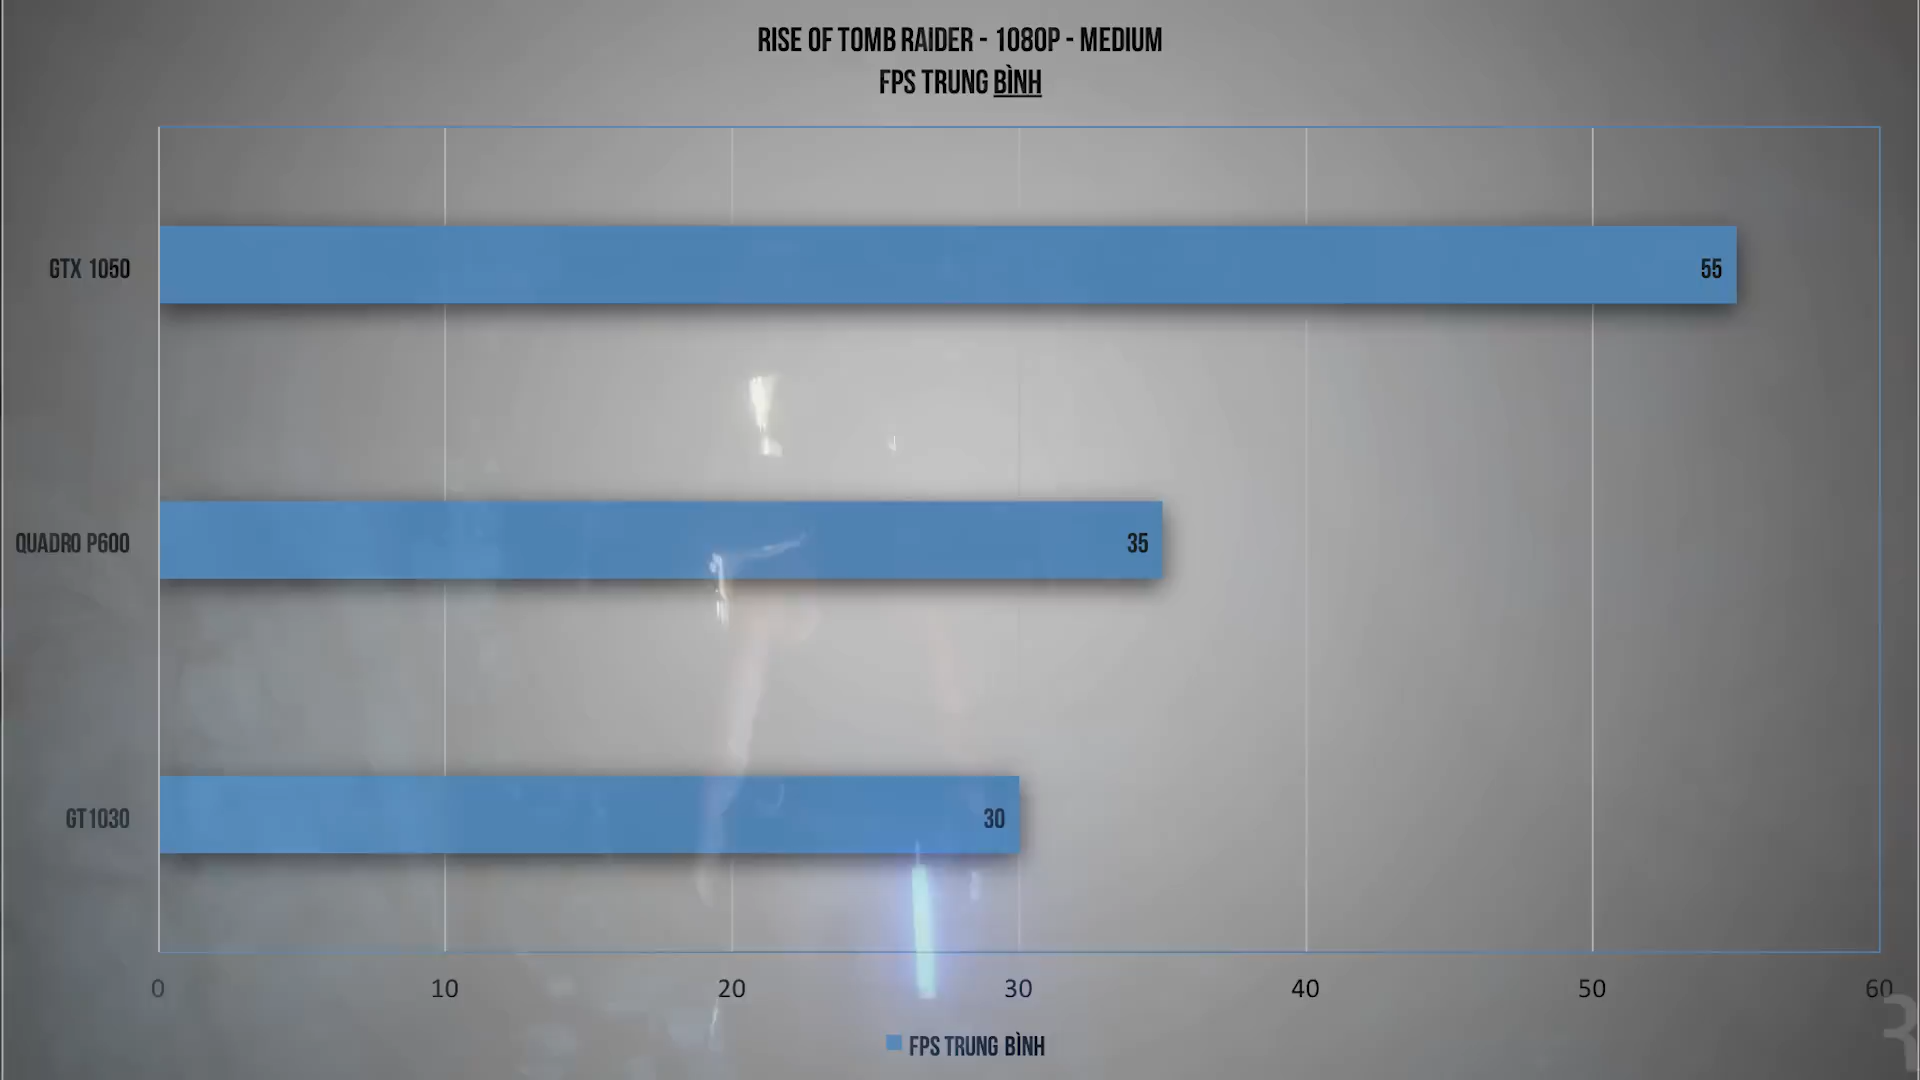 RISE OF TOMB RAIDER - 1080P - MEDIUM
FPS TRUNG BÌNH
GTX 1050
55
QUADRO P600
35
GT1030
30
0 10 20 30 40 50 60
FPS TRUNG BÌNH